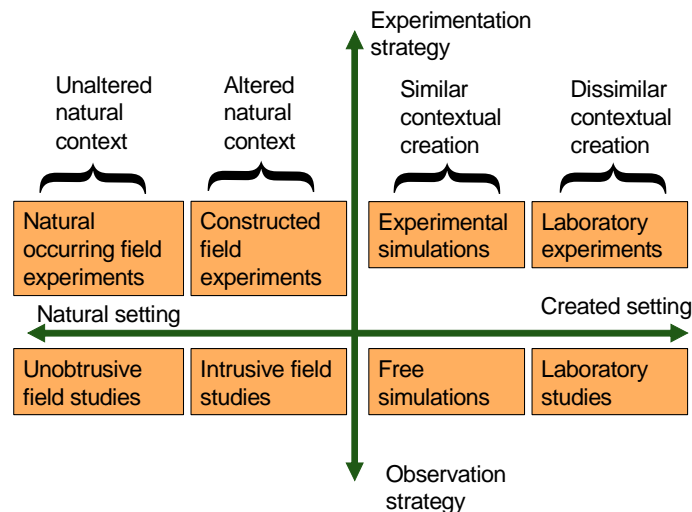 Experimentation
strategy
Unaltered
natural
context
Altered
natural
context
Similar
contextual
creation
Dissimilar
contextual
creation
Natural
occurring field
experiments
Constructed
field
experiments
Experimental
simulations
Laboratory
experiments
Natural setting
Created setting
Unobtrusive
field studies
Intrusive field
studies
Free
simulations
Laboratory
studies
Observation
strategy